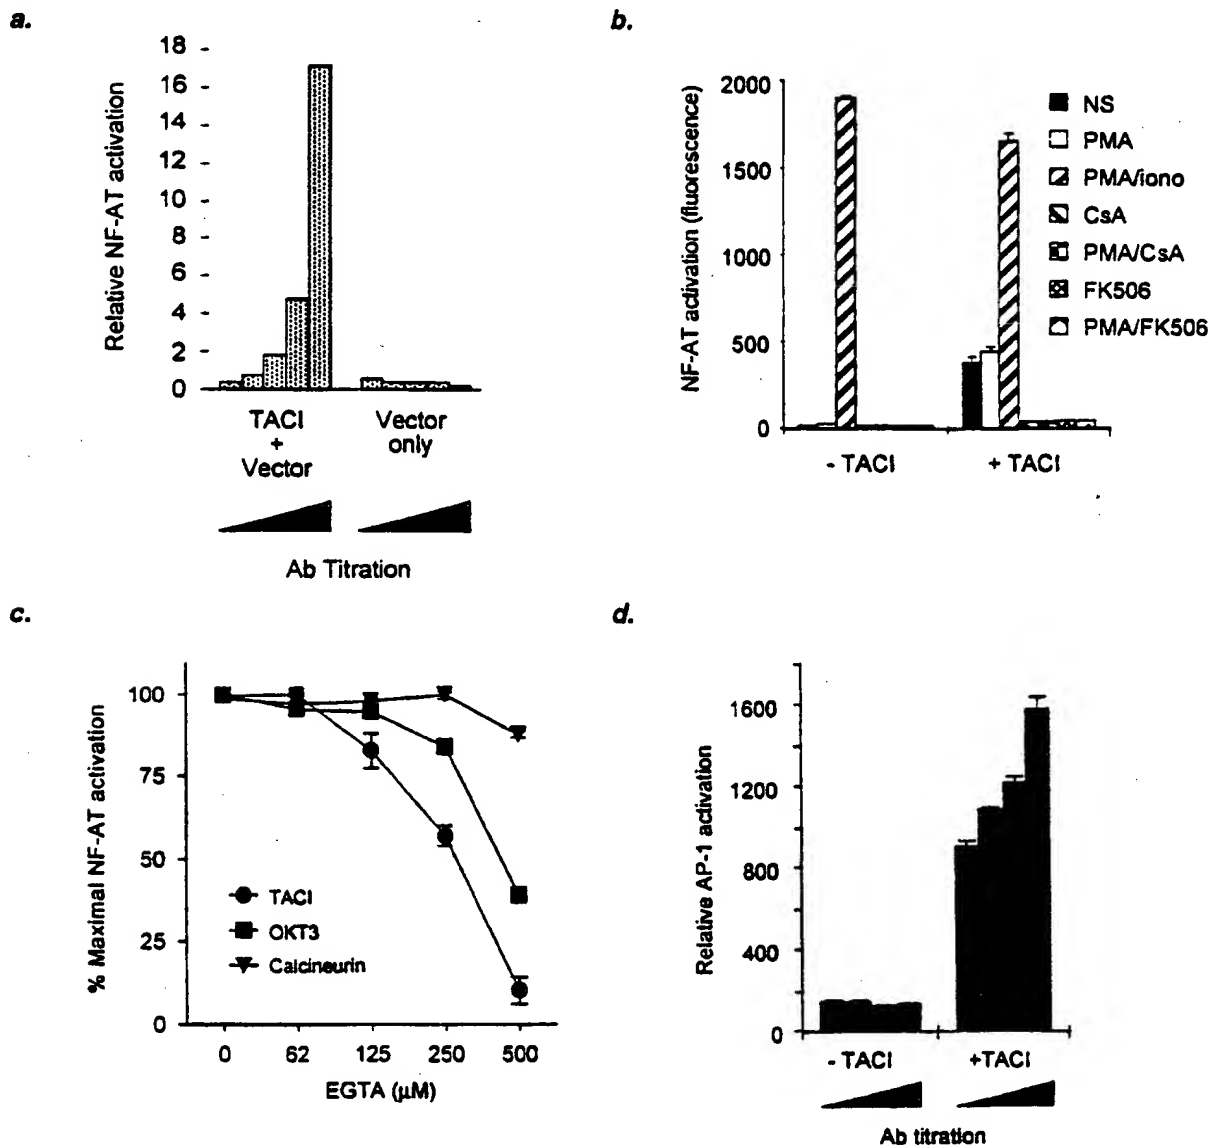 a.
Relative NF-AT activation
18
16
14
12
10
8
6
4
2
0
TACI
+
Vector
Vector
only
Ab Titration
b.
NF-AT activation (fluorescence)
2000
1500
1000
500
0
- TACI
+ TACI
NS
PMA
PMA/iono
CsA
PMA/CsA
FK506
PMA/FK506
c.
% Maximal NF-AT activation
100
75
50
25
0
TACI
OKT3
Calcineurin
0 62 125 250 500
EGTA (µM)
d.
Relative AP-1 activation
1600
1200
800
400
0
- TACI
+TACI
Ab titration